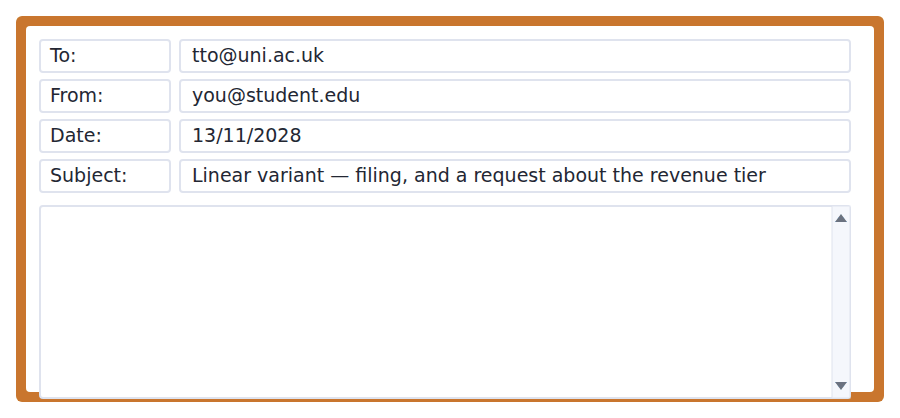 To: tto@uni.ac.uk
From: you@student.edu
Date: 13/11/2028
Subject: Linear variant — filing, and a request about the revenue tier